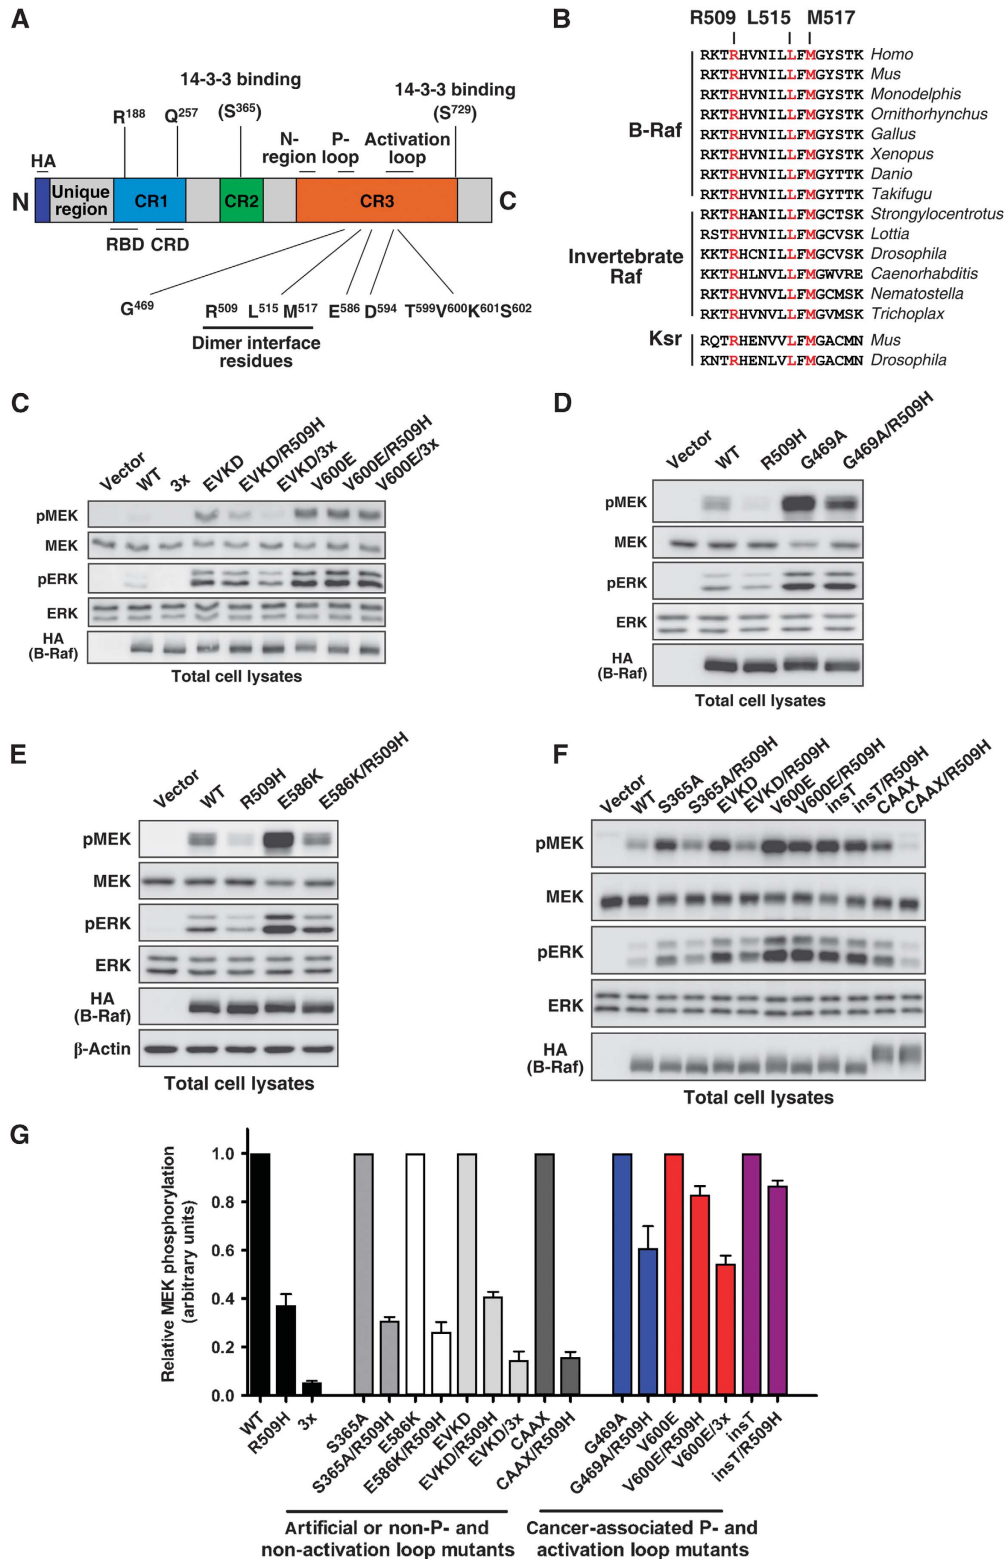 A
14-3-3 binding
(S365)
14-3-3 binding
(S729)
R188
Q257
N-region
P-loop
Activation loop
HA
N
Unique region
CR1
CR2
CR3
C
RBD
CRD
G469
R509 L515 M517
E586 D594
T599V600K601S602
Dimer interface residues
B
R509 L515 M517
B-Raf
RKTRHVNILLFMGYSTK Homo
RKTRHVNILLFMGYSTK Mus
RKTRHVNILLFMGYSTK Monodelphis
RKTRHVNILLFMGYSTK Ornithorhynchus
RKTRHVNILLFMGYSTK Gallus
RKTRHVNILLFMGYSTK Xenopus
RKTRHVNILLFMGYTTK Danio
RKTRHVNILLFMGYTTK Takifugu
Invertebrate Raf
RKTRHANILLFMGCTSK Strongylocentrotus
RSTRHVNILLFMGCVSK Lottia
KKTRHCNILLFMGCVSK Drosophila
KKTRHLNVLLFMGWVRE Caenorhabditis
RKTRHVNVLLFMGCMSK Nematostella
RKTRHVNILLFMGVMSK Trichoplax
Ksr
RQTRHENVVLFMGACMN Mus
KNTRHENLVLFMGACMN Drosophila
C
Vector
WT
3x
EVKD
EVKD/R509H
EVKD/3x
V600E
V600E/R509H
V600E/3x
pMEK
MEK
pERK
ERK
HA
(B-Raf)
Total cell lysates
D
Vector
WT
R509H
G469A
G469A/R509H
pMEK
MEK
pERK
ERK
HA
(B-Raf)
Total cell lysates
E
Vector
WT
R509H
E586K
E586K/R509H
pMEK
MEK
pERK
ERK
HA
(B-Raf)
β-Actin
Total cell lysates
F
Vector
WT
S365A
S365A/R509H
EVKD
EVKD/R509H
V600E
V600E/R509H
insT
insT/R509H
CAAX
CAAX/R509H
pMEK
MEK
pERK
ERK
HA
(B-Raf)
Total cell lysates
G
Relative MEK phosphorylation
(arbitrary units)
1.0
0.8
0.6
0.4
0.2
0.0
WT
R509H
3x
S365A
S365A/R509H
E586K
E586K/R509H
EVKD
EVKD/R509H
EVKD/3x
CAAX
CAAX/R509H
G469A
G469A/R509H
V600E
V600E/R509H
V600E/3x
insT
insT/R509H
Artificial or non-P- and
non-activation loop mutants
Cancer-associated P- and
activation loop mutants